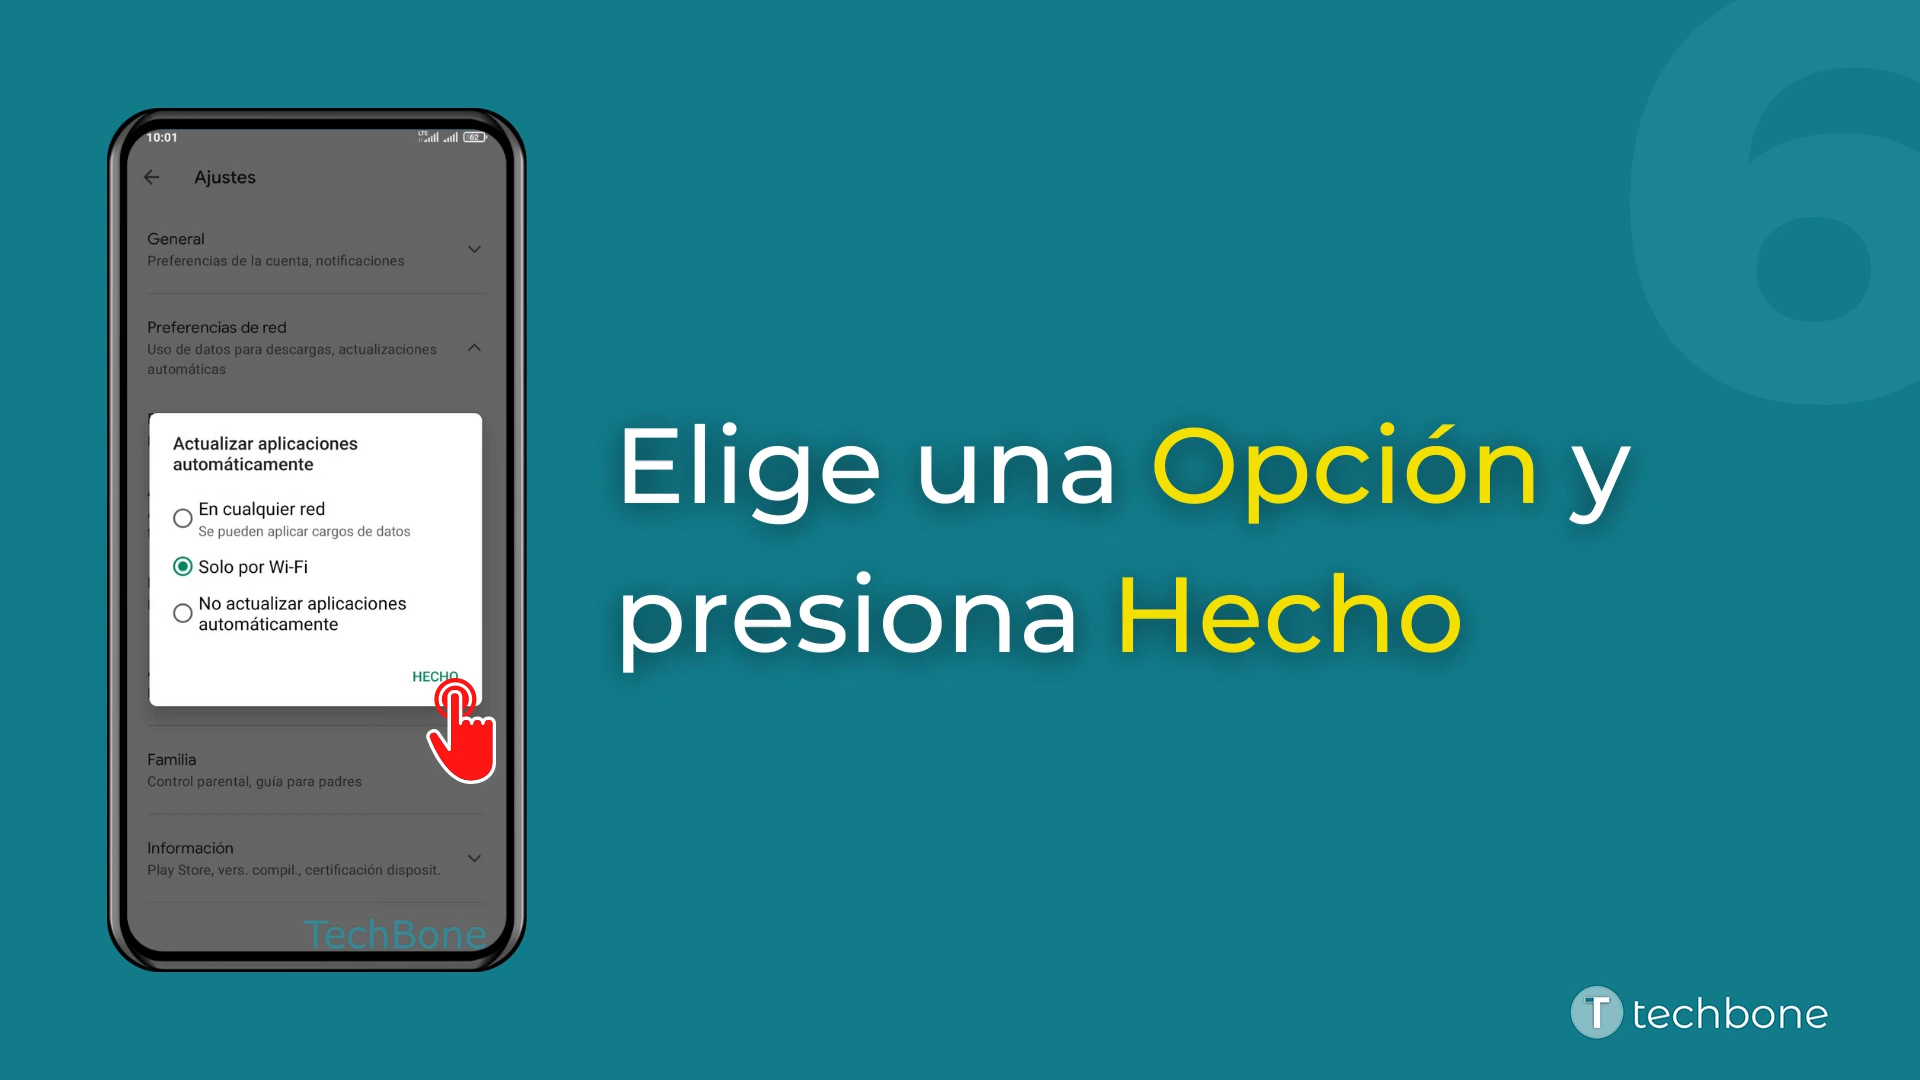 6
10:01
LTE
62
Ajustes
General
Preferencias de la cuenta, notificaciones
Preferencias de red
Uso de datos para descargas, actualizaciones
automáticas
Actualizar aplicaciones
automáticamente
En cualquier red
Se pueden aplicar cargos de datos
Solo por Wi-Fi
No actualizar aplicaciones
automáticamente
HECHO
Familia
Control parental, guía para padres
Información
Play Store, vers. compil., certificación disposit.
TechBone
Elige una Opción y
presiona Hecho
T techbone